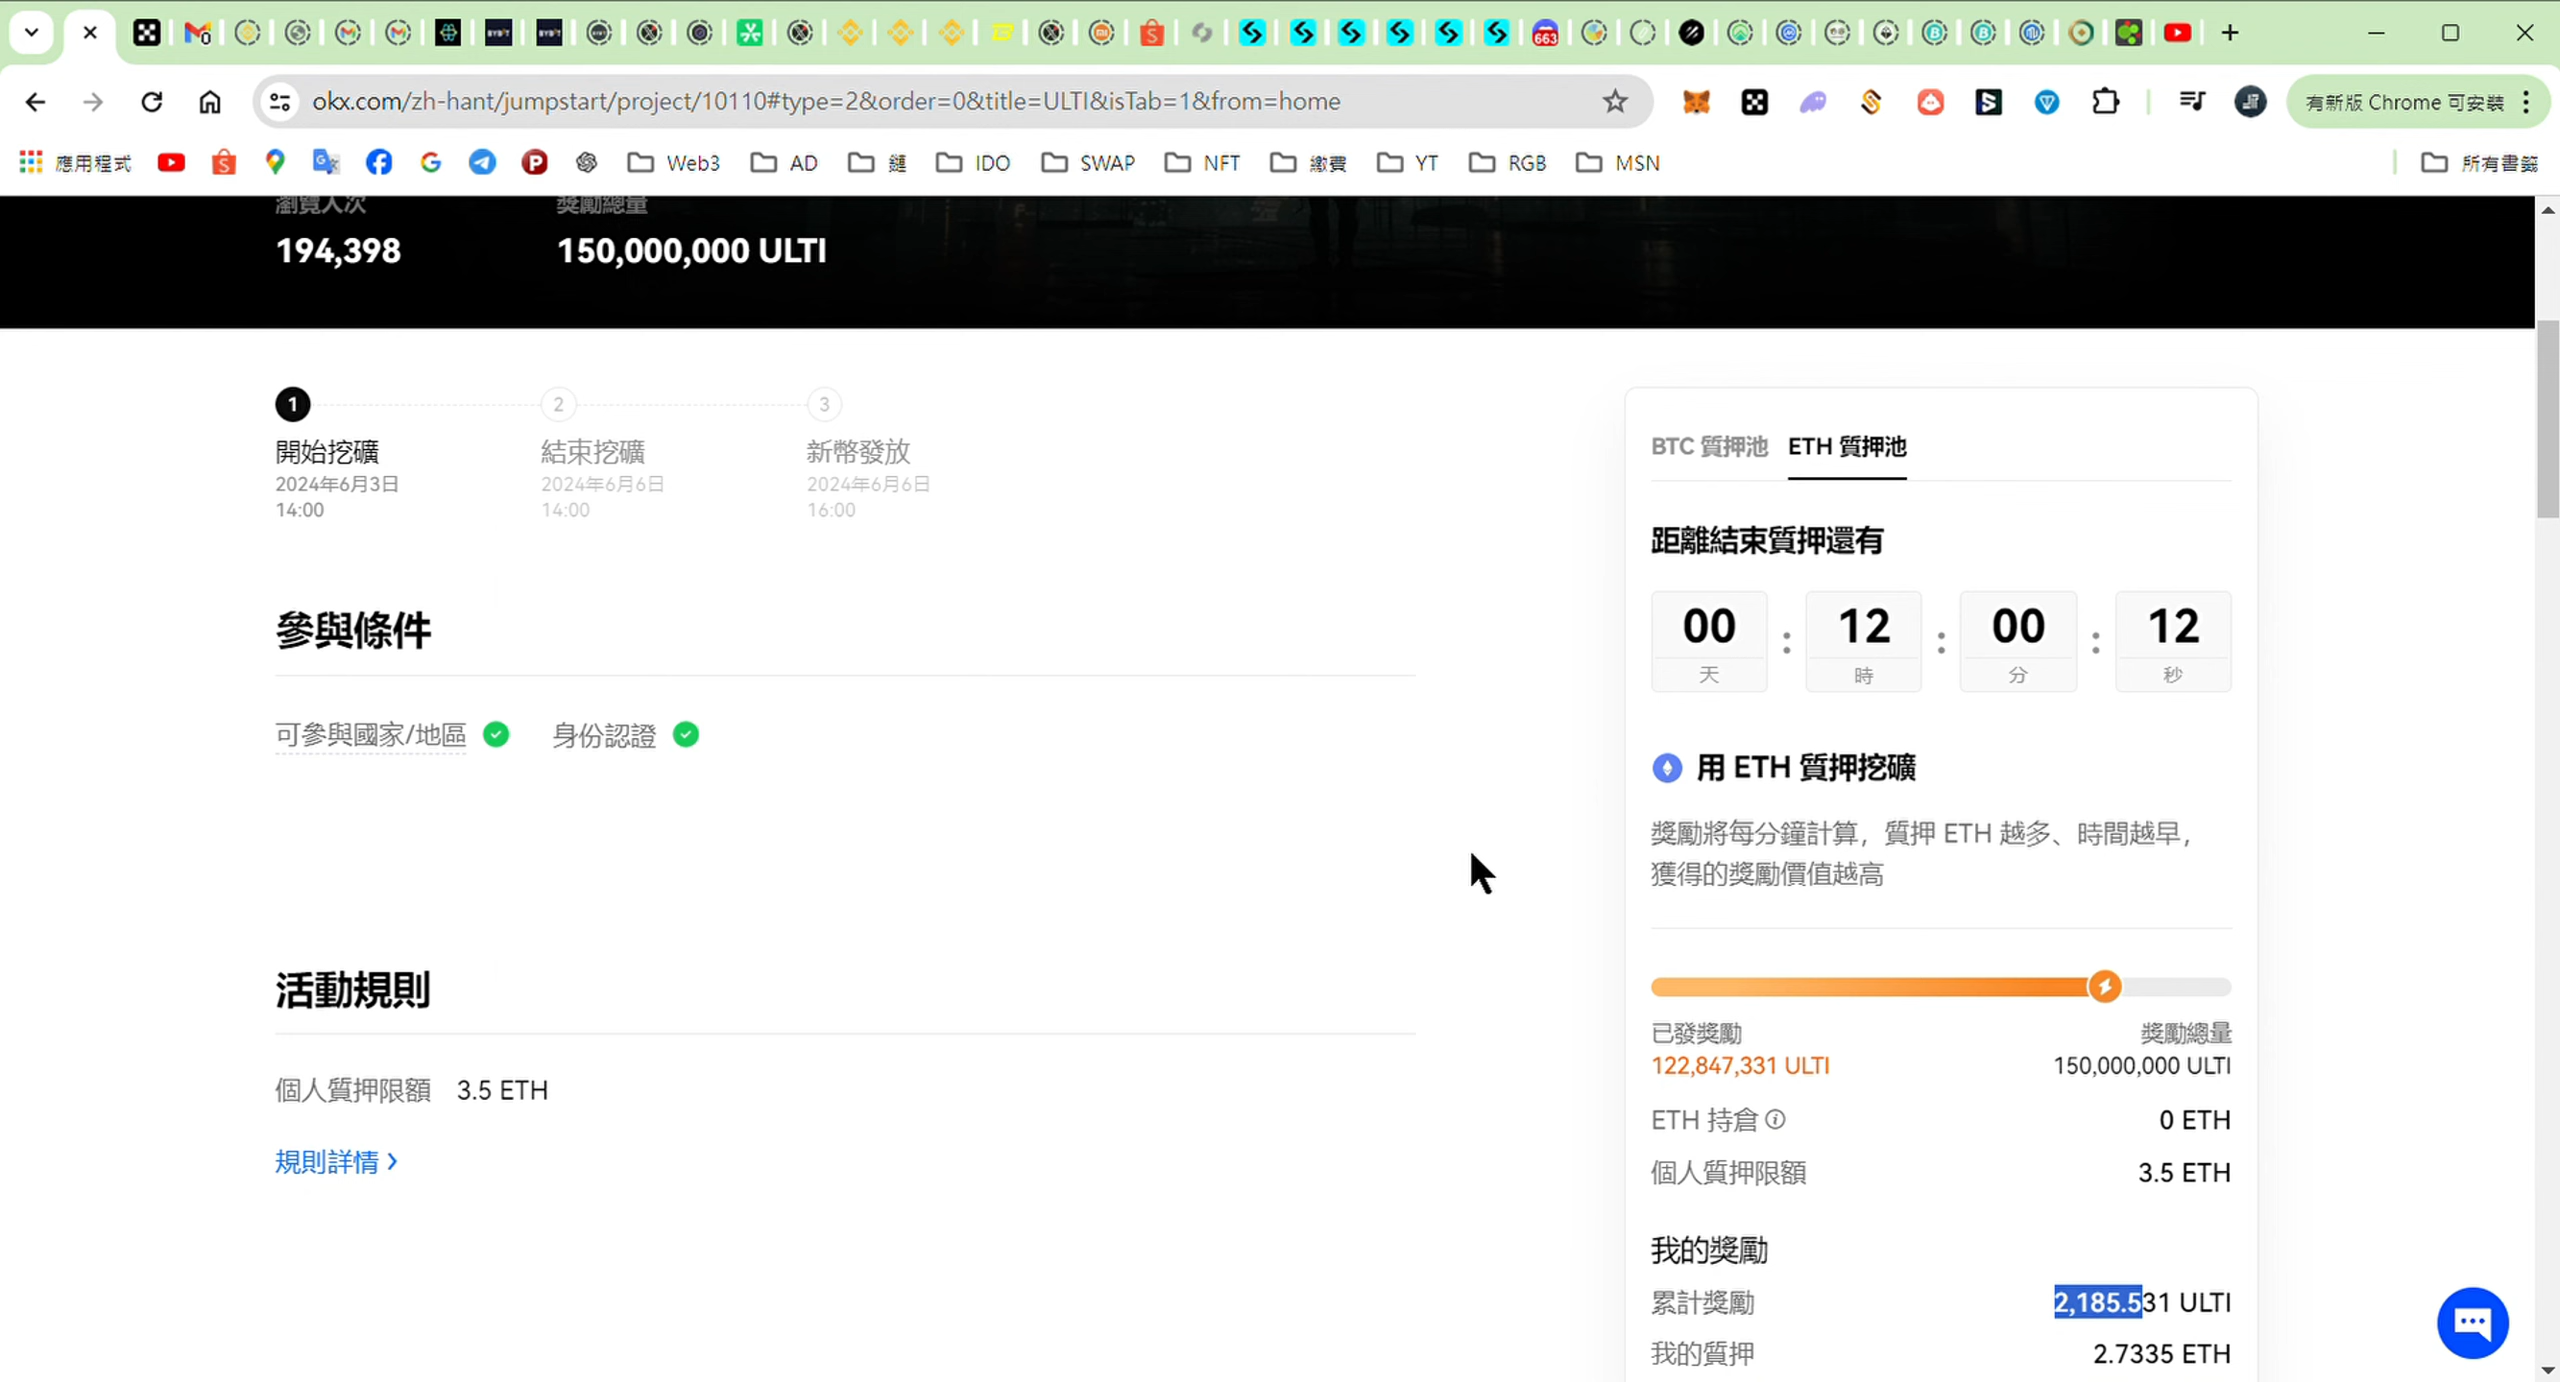 663
okx.com/zh-hant/jumpstart/project/10110#type=2&order=0&title=ULTI&isTab=1&from=home
有新版 Chrome 可安裝
應用程式
Web3
AD
鏈
IDO
SWAP
NFT
繳費
YT
RGB
MSN
所有書籤
瀏覽人次
獎勵總量
194,398
150,000,000 ULTI
1
2
3
開始挖礦
結束挖礦
新幣發放
2024年6月3日
2024年6月6日
2024年6月6日
14:00
14:00
16:00
參與條件
可參與國家/地區
身份認證
活動規則
個人質押限額 3.5 ETH
規則詳情 >
BTC 質押池
ETH 質押池
距離結束質押還有
00 : 12 : 00 : 12
天 時 分 秒
用 ETH 質押挖礦
獎勵將每分鐘計算，質押 ETH 越多、時間越早，
獲得的獎勵價值越高
已發獎勵 獎勵總量
122,847,331 ULTI 150,000,000 ULTI
ETH 持倉 0 ETH
個人質押限額 3.5 ETH
我的獎勵
累計獎勵 2,185.531 ULTI
我的質押 2.7335 ETH